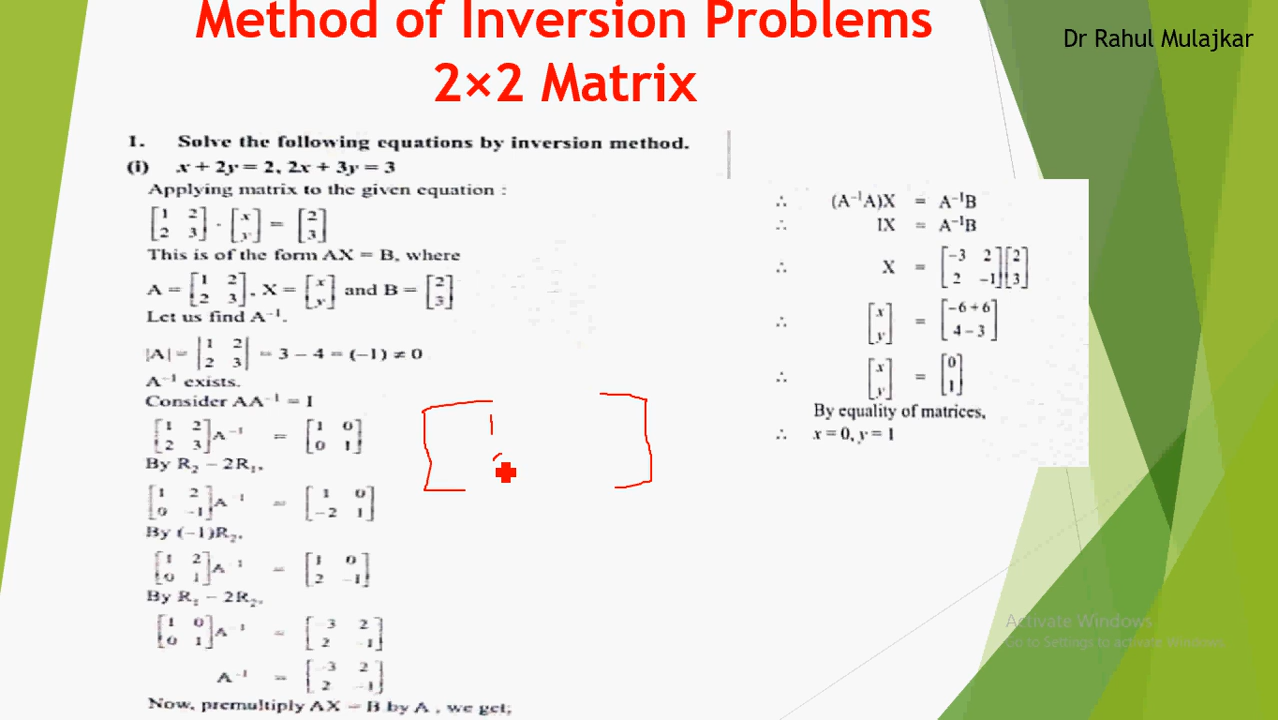 Method of Inversion Problems
2×2 Matrix
Dr Rahul Mulajkar
1. Solve the following equations by inversion method.
(i) x + 2y = 2, 2x + 3y = 3
Applying matrix to the given equation :
[1 2; 2 3] · [x; y] = [2; 3]
This is of the form AX = B, where
A = [1 2; 2 3], X = [x; y] and B = [2; 3]
Let us find A⁻¹.
|A| = |1 2; 2 3| = 3 – 4 = (–1) ≠ 0
A⁻¹ exists.
Consider AA⁻¹ = I
[1 2; 2 3] A⁻¹ = [1 0; 0 1]
By R₂ – 2R₁,
[1 2; 0 –1] A⁻¹ = [1 0; –2 1]
By (–1)R₂,
[1 2; 0 1] A⁻¹ = [1 0; 2 –1]
By R₁ – 2R₂,
[1 0; 0 1] A⁻¹ = [–3 2; 2 –1]
A⁻¹ = [–3 2; 2 –1]
Now, premultiply AX = B by A , we get;
∴ (A⁻¹A)X = A⁻¹B
∴ IX = A⁻¹B
∴ X = [–3 2; 2 –1][2; 3]
∴ [x; y] = [–6+6; 4–3]
∴ [x; y] = [0; 1]
By equality of matrices,
∴ x = 0, y = 1
Activate Windows
Go to Settings to activate Windows.